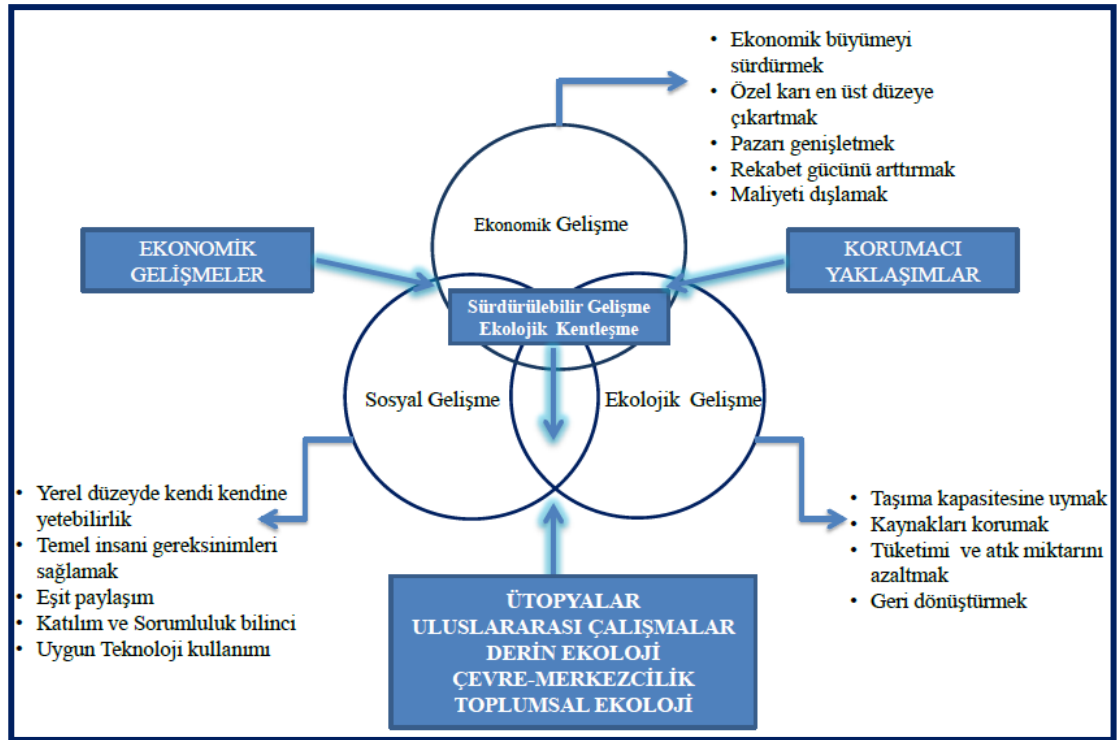 • Ekonomik büyümeyi
sürdürmek
• Özel karı en üst düzeye
çıkartmak
• Pazarı genişletmek
• Rekabet gücünü arttırmak
• Maliyeti dışlamak
Ekonomik Gelişme
EKONOMİK
GELİŞMELER
KORUMACI
YAKLAŞIMLAR
Sürdürülebilir Gelişme
Ekolojik Kentleşme
Sosyal Gelişme
Ekolojik Gelişme
• Yerel düzeyde kendi kendine
yetebilirlik
• Temel insani gereksinimleri
sağlamak
• Eşit paylaşım
• Katılım ve Sorumluluk bilinci
• Uygun Teknoloji kullanımı
• Taşıma kapasitesine uymak
• Kaynakları korumak
• Tüketimi ve atık miktarını
azaltmak
• Geri dönüştürmek
ÜTOPYALAR
ULUSLARARASI ÇALIŞMALAR
DERİN EKOLOJİ
ÇEVRE-MERKEZCİLİK
TOPLUMSAL EKOLOJİ